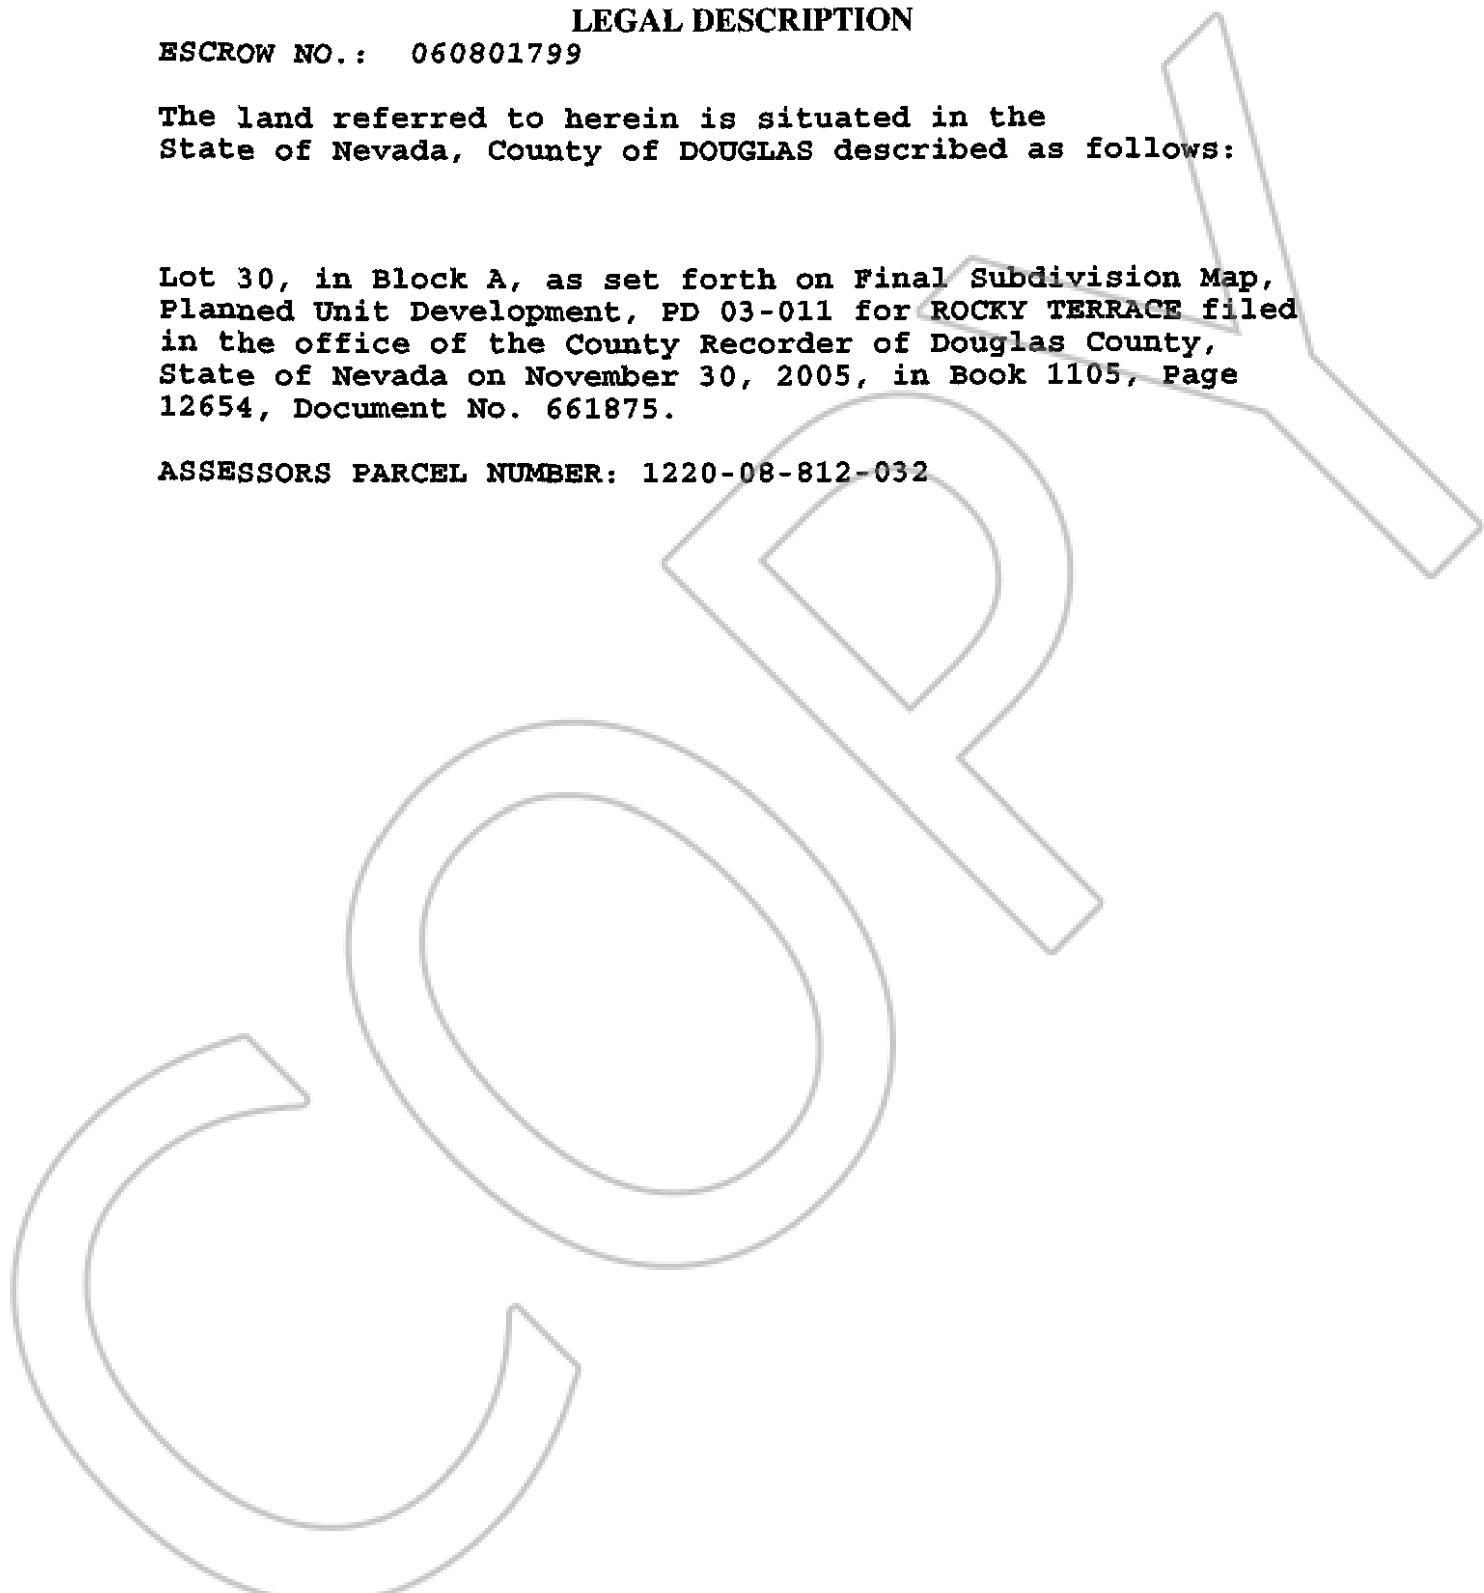 LEGAL DESCRIPTION
ESCROW NO.: 060801799
The land referred to herein is situated in the
State of Nevada, County of DOUGLAS described as follows:
Lot 30, in Block A, as set forth on Final Subdivision Map,
Planned Unit Development, PD 03-011 for ROCKY TERRACE filed
in the office of the County Recorder of Douglas County,
State of Nevada on November 30, 2005, in Book 1105, Page
12654, Document No. 661875.
ASSESSORS PARCEL NUMBER: 1220-08-812-032
COPY